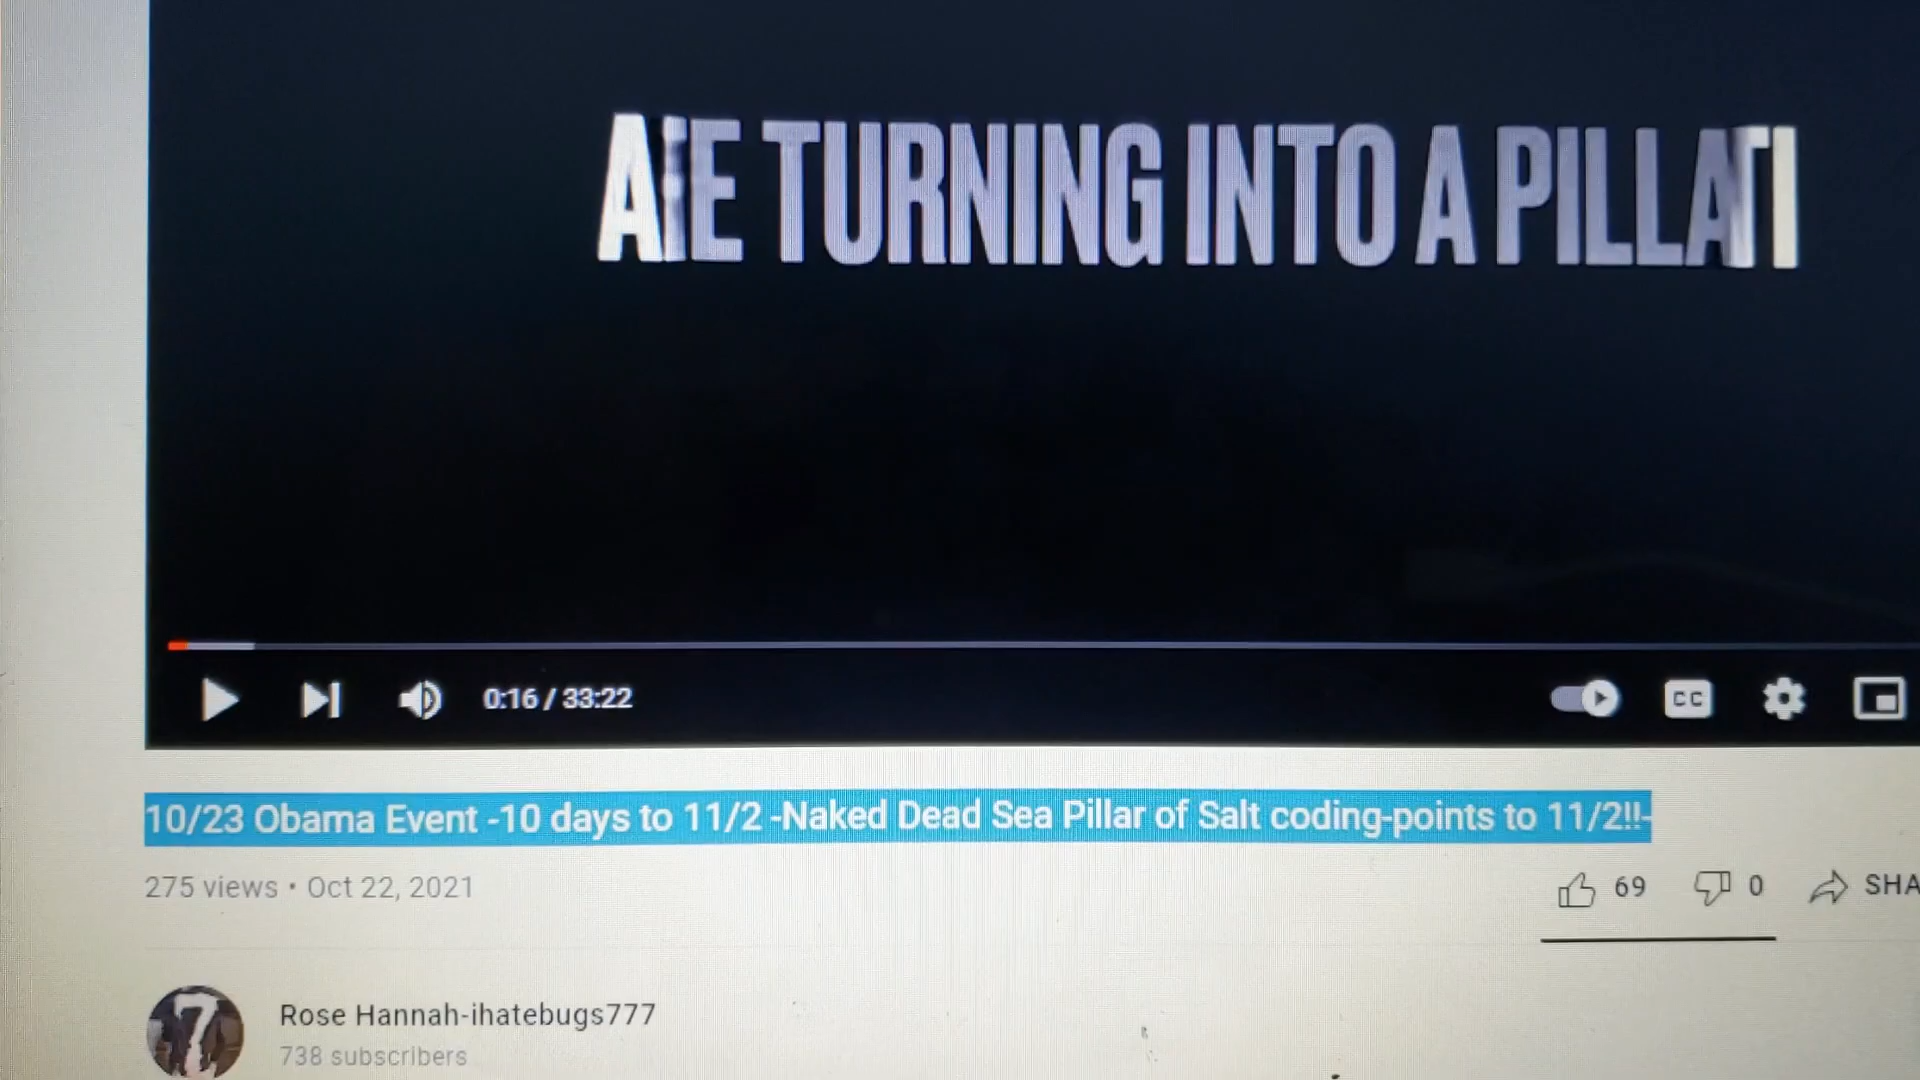 TURNING INTO A
0:16 / 33:22
CC
10/23 Obama Event -10 days to 11/2 -Naked Dead Sea Pillar of Salt coding-points to 11/2!!-
275 views • Oct 22, 2021
69
0
SHA
7
Rose Hannah-ihatebugs777
738 subscribers